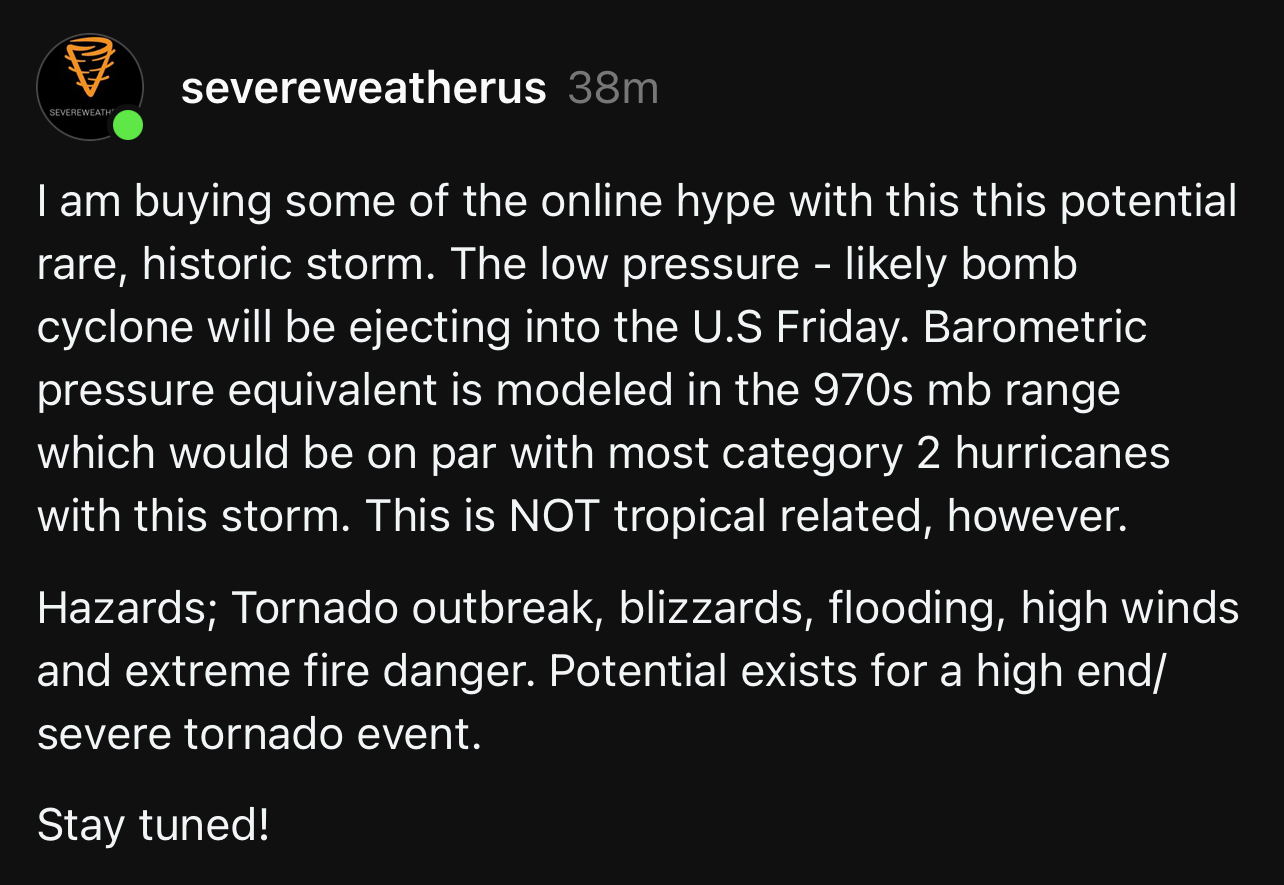 severeweatherus 38m
SEVEREWEATH
I am buying some of the online hype with this this potential
rare, historic storm. The low pressure - likely bomb
cyclone will be ejecting into the U.S Friday. Barometric
pressure equivalent is modeled in the 970s mb range
which would be on par with most category 2 hurricanes
with this storm. This is NOT tropical related, however.
Hazards; Tornado outbreak, blizzards, flooding, high winds
and extreme fire danger. Potential exists for a high end/
severe tornado event.
Stay tuned!